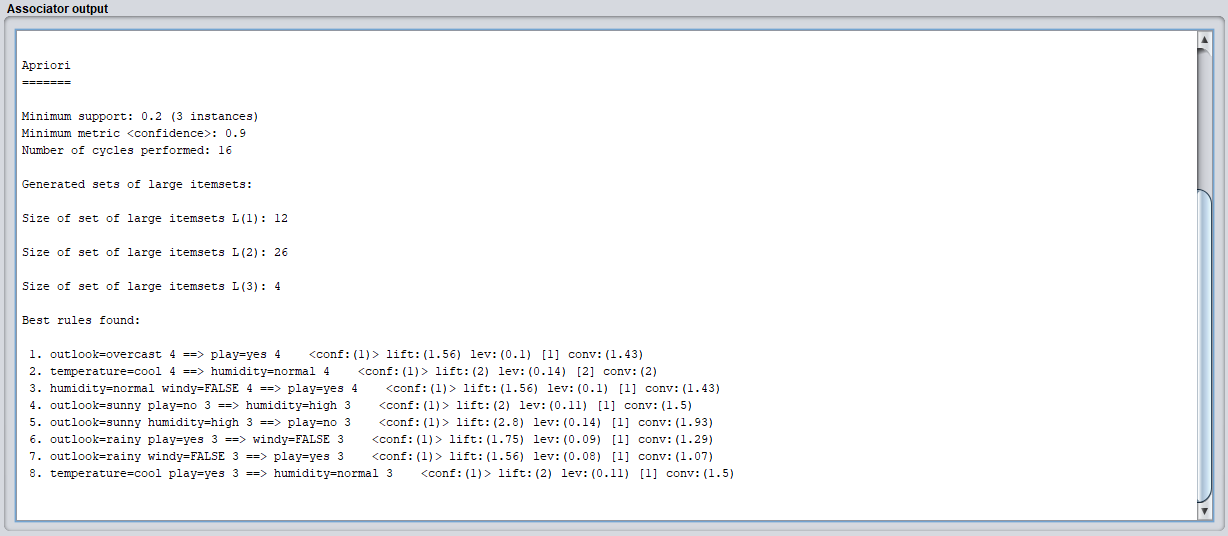 Associator output
Apriori
=======
Minimum support: 0.2 (3 instances)
Minimum metric <confidence>: 0.9
Number of cycles performed: 16
Generated sets of large itemsets:
Size of set of large itemsets L(1): 12
Size of set of large itemsets L(2): 26
Size of set of large itemsets L(3): 4
Best rules found:
1. outlook=overcast 4 ==> play=yes 4    <conf:(1)> lift:(1.56) lev:(0.1) [1] conv:(1.43)
2. temperature=cool 4 ==> humidity=normal 4    <conf:(1)> lift:(2) lev:(0.14) [2] conv:(2)
3. humidity=normal windy=FALSE 4 ==> play=yes 4    <conf:(1)> lift:(1.56) lev:(0.1) [1] conv:(1.43)
4. outlook=sunny play=no 3 ==> humidity=high 3    <conf:(1)> lift:(2) lev:(0.11) [1] conv:(1.5)
5. outlook=sunny humidity=high 3 ==> play=no 3    <conf:(1)> lift:(2.8) lev:(0.14) [1] conv:(1.93)
6. outlook=rainy play=yes 3 ==> windy=FALSE 3    <conf:(1)> lift:(1.75) lev:(0.09) [1] conv:(1.29)
7. outlook=rainy windy=FALSE 3 ==> play=yes 3    <conf:(1)> lift:(1.56) lev:(0.08) [1] conv:(1.07)
8. temperature=cool play=yes 3 ==> humidity=normal 3    <conf:(1)> lift:(2) lev:(0.11) [1] conv:(1.5)